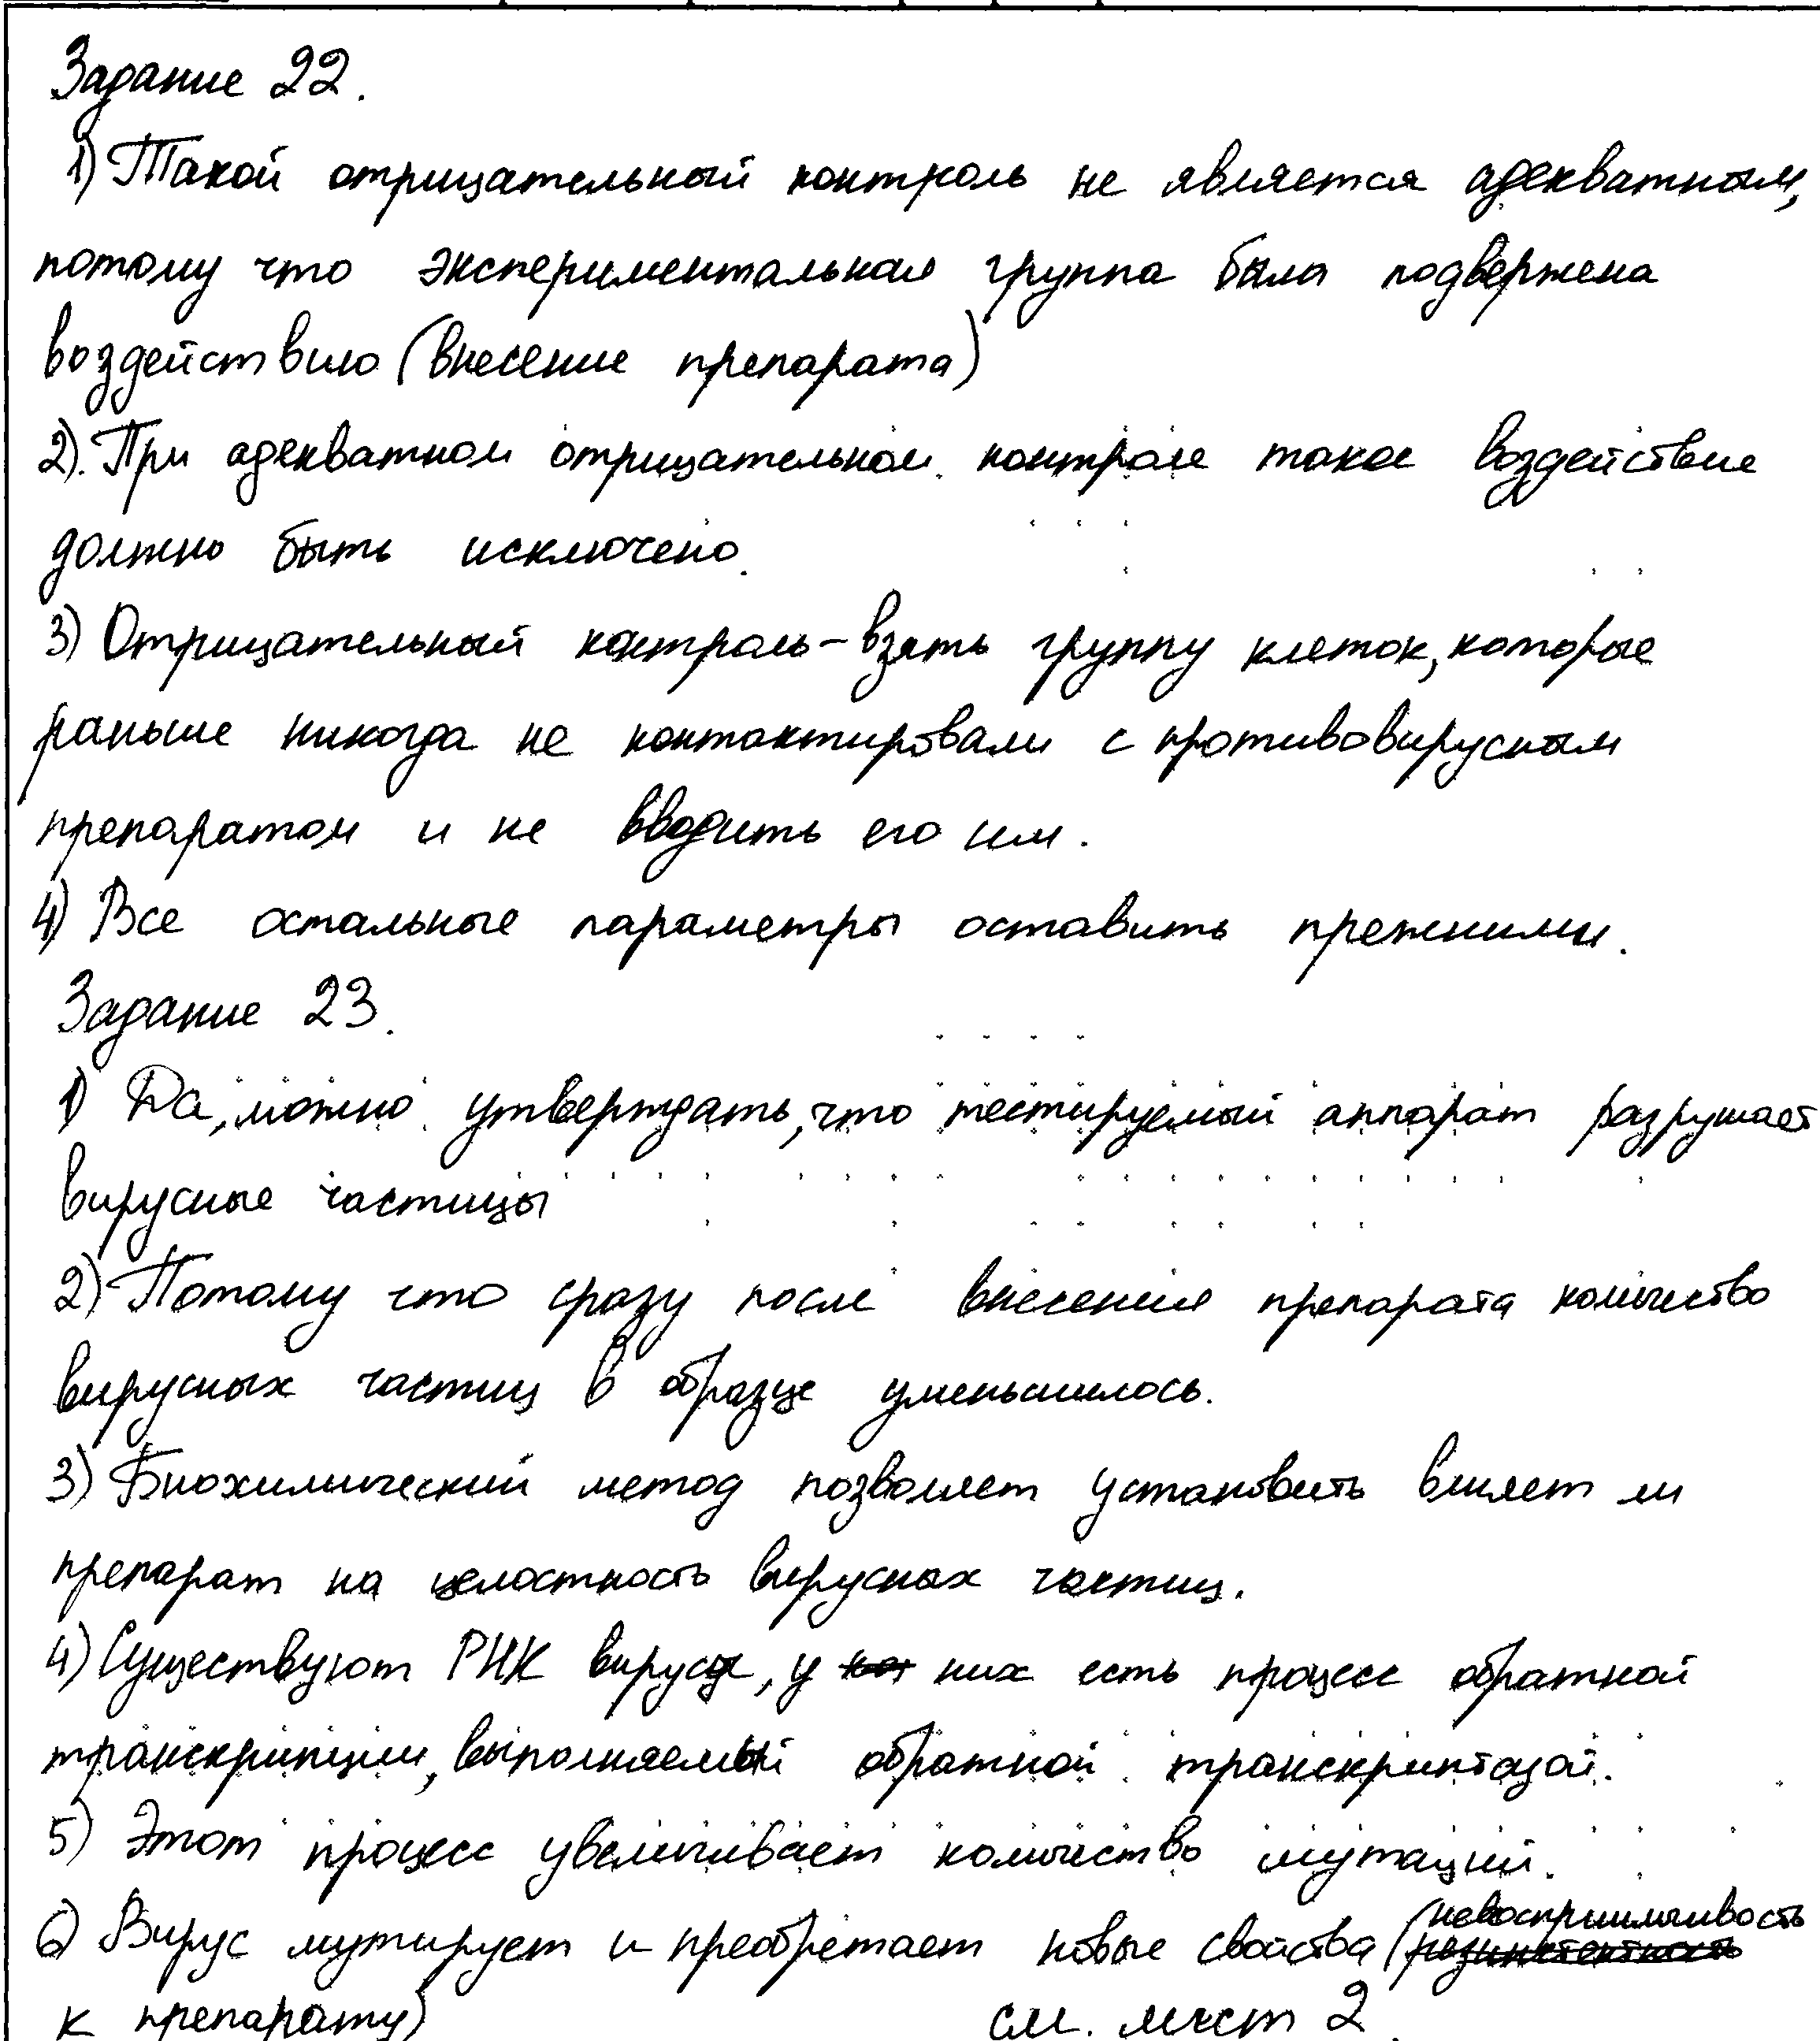 Задание 22.
1) Такой отрицательный контроль не является адекватным,
потому что экспериментальная группа была подвержена
воздействию (внесение препарата)
2). При адекватном отрицательном контроле такое воздействие
должно быть исключено.
3) Отрицательный контроль – взять группу клеток, которые
раньше никогда не контактировали с противовирусным
препаратом и не вводить его им.
4) Все остальные параметры оставить прежними.
Задание 23.
1) Да, можно утверждать, что тестируемый аппарат разрушает
вирусные частицы
2) Потому что сразу после внесения препарата количество
вирусных частиц в образце уменьшилось.
3) Биохимический метод позволяет установить влияет ли
препарат на целостность вирусных частиц.
4) Существуют РНК вирусы, у них есть процесс обратной
транскрипции, выполняемый обратной транскриптазой.
5) Этот процесс увеличивает количество мутаций.
6) Вирус мутирует и преобретает новые свойства (невосприимчивость
к препарату) см. лист 2.